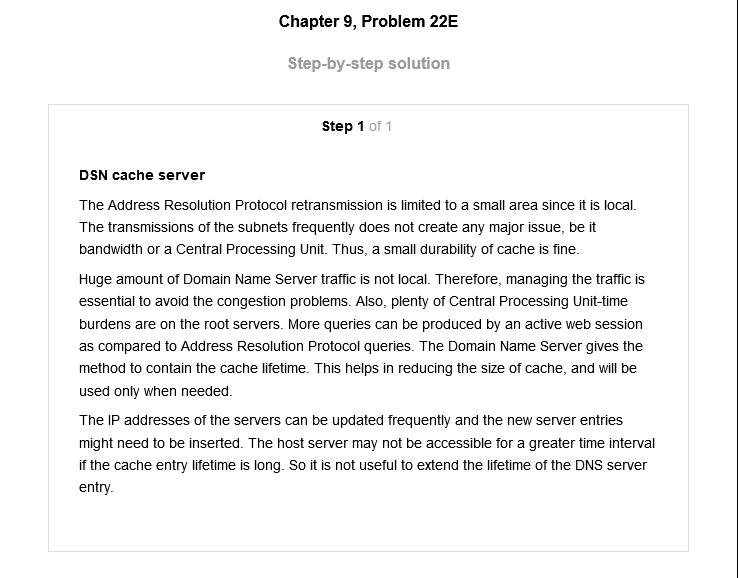 Chapter 9, Problem 22E
Step-by-step solution
Step 1 of 1
DSN cache server
The Address Resolution Protocol retransmission is limited to a small area since it is local.
The transmissions of the subnets frequently does not create any major issue, be it
bandwidth or a Central Processing Unit. Thus, a small durability of cache is fine.
Huge amount of Domain Name Server traffic is not local. Therefore, managing the traffic is
essential to avoid the congestion problems. Also, plenty of Central Processing Unit-time
burdens are on the root servers. More queries can be produced by an active web session
as compared to Address Resolution Protocol queries. The Domain Name Server gives the
method to contain the cache lifetime. This helps in reducing the size of cache, and will be
used only when needed.
The IP addresses of the servers can be updated frequently and the new server entries
might need to be inserted. The host server may not be accessible for a greater time interval
if the cache entry lifetime is long. So it is not useful to extend the lifetime of the DNS server
entry.